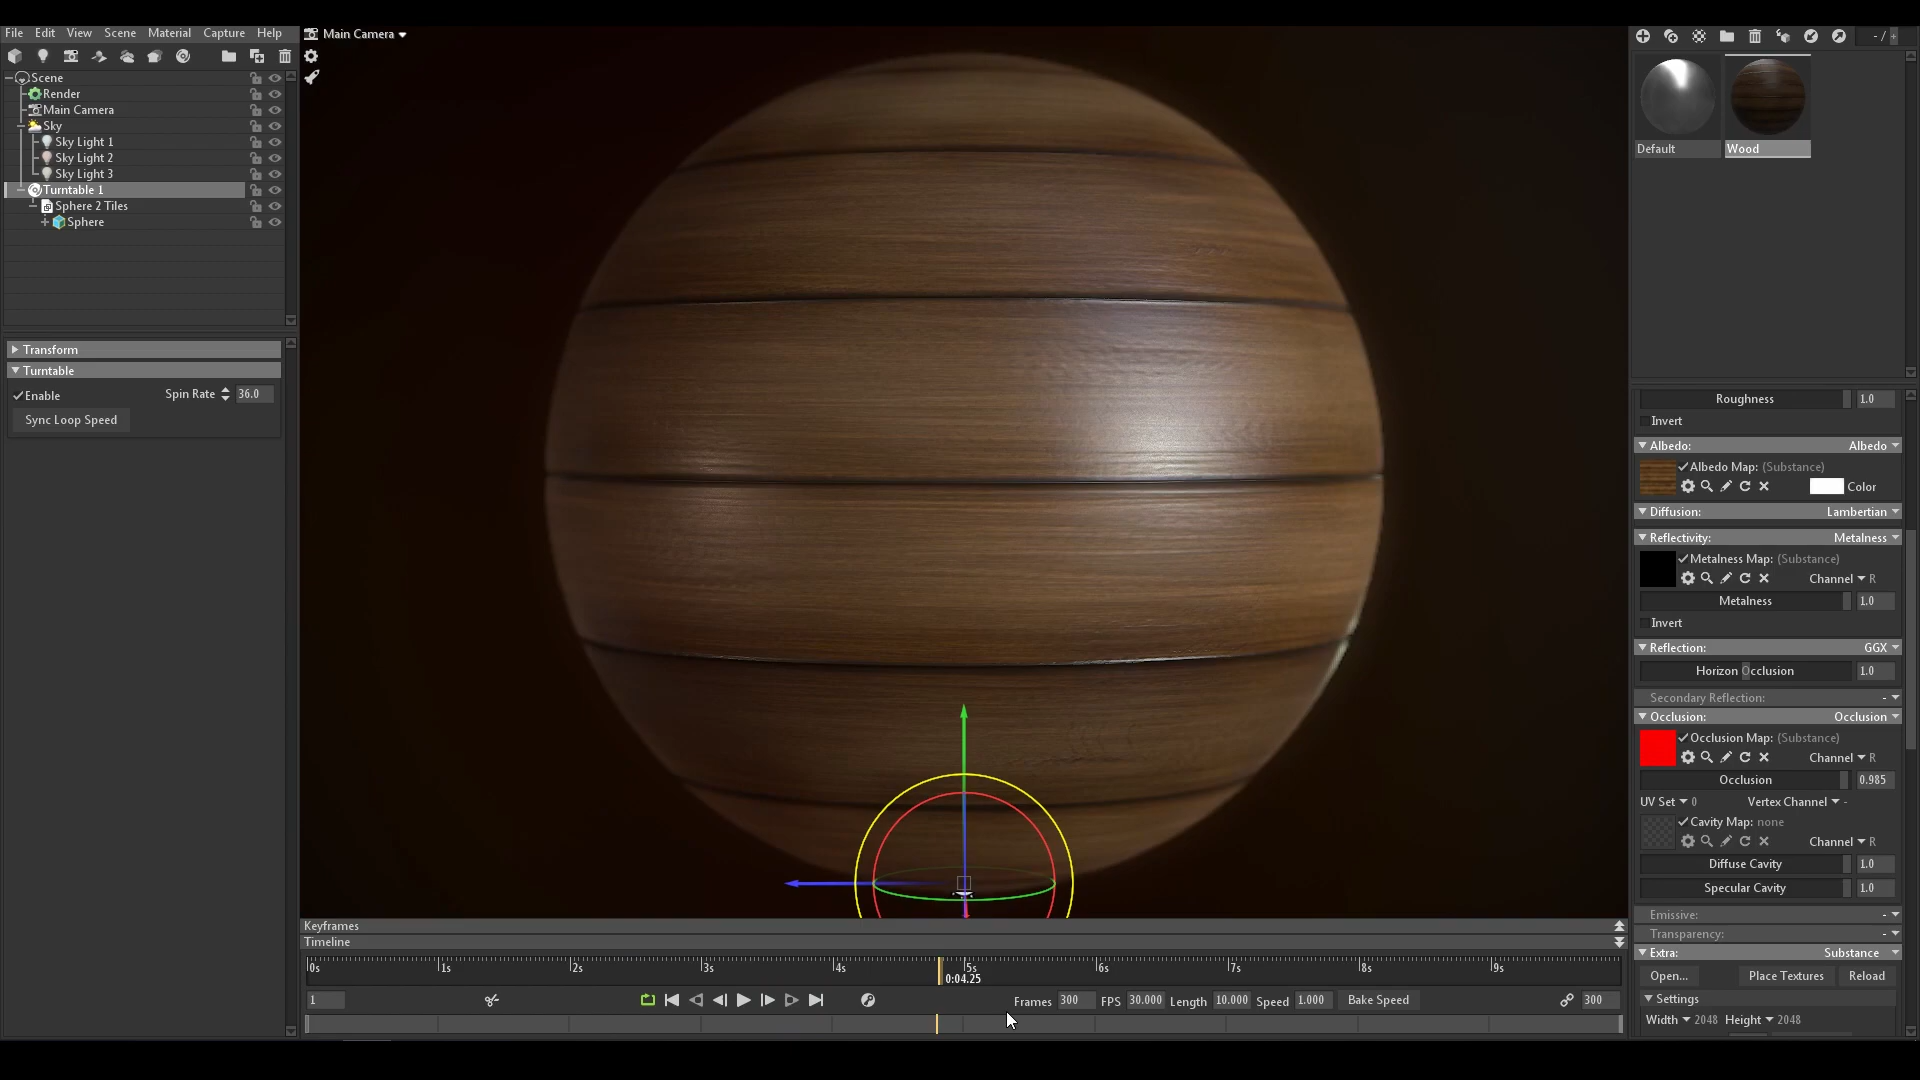 File Edit View Scene Material Capture Help
Main Camera
- / +
Scene
Render
Main Camera
Sky
Sky Light 1
Sky Light 2
Sky Light 3
Turntable 1
Sphere 2 Tiles
Sphere
Default
Wood
Transform
Turntable
Enable Spin Rate 36.0
Sync Loop Speed
Roughness 1.0
Invert
Albedo: Albedo
Albedo Map: (Substance)
Color
Diffusion: Lambertian
Reflectivity: Metalness
Metalness Map: (Substance)
Channel R
Metalness 1.0
Invert
Reflection: GGX
Horizon Occlusion 1.0
Secondary Reflection: -
Occlusion: Occlusion
Occlusion Map: (Substance)
Channel R
Occlusion 0.985
UV Set 0 Vertex Channel -
Cavity Map: none
Channel R
Diffuse Cavity 1.0
Specular Cavity 1.0
Emissive: -
Transparency: -
Extra: Substance
Open... Place Textures Reload
Settings
Width 2048 Height 2048
Keyframes
Timeline
0s 1s 2s 3s 4s 5s 6s 7s 8s 9s
0:04.25
1 Frames 300 FPS 30.000 Length 10.000 Speed 1.000 Bake Speed 300